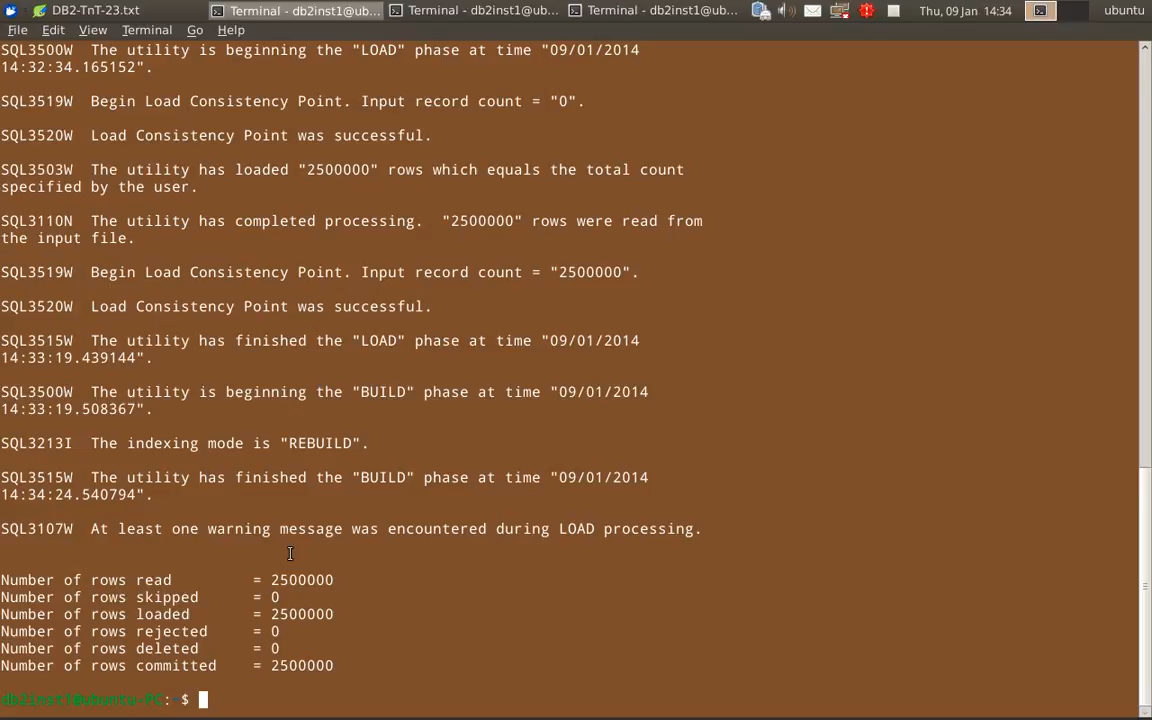 DB2-TnT-23.txt
Terminal - db2inst1@ub...
Terminal - db2inst1@ub...
Terminal - db2inst1@ub...
Thu, 09 Jan 14:34
ubuntu
File Edit View Terminal Go Help
SQL3500W  The utility is beginning the "LOAD" phase at time "09/01/2014
14:32:34.165152".
SQL3519W  Begin Load Consistency Point. Input record count = "0".
SQL3520W  Load Consistency Point was successful.
SQL3503W  The utility has loaded "2500000" rows which equals the total count
specified by the user.
SQL3110N  The utility has completed processing.  "2500000" rows were read from
the input file.
SQL3519W  Begin Load Consistency Point. Input record count = "2500000".
SQL3520W  Load Consistency Point was successful.
SQL3515W  The utility has finished the "LOAD" phase at time "09/01/2014
14:33:19.439144".
SQL3500W  The utility is beginning the "BUILD" phase at time "09/01/2014
14:33:19.508367".
SQL3213I  The indexing mode is "REBUILD".
SQL3515W  The utility has finished the "BUILD" phase at time "09/01/2014
14:34:24.540794".
SQL3107W  At least one warning message was encountered during LOAD processing.
Number of rows read         = 2500000
Number of rows skipped      = 0
Number of rows loaded       = 2500000
Number of rows rejected     = 0
Number of rows deleted      = 0
Number of rows committed    = 2500000
db2inst1@ubuntu-PC:~$